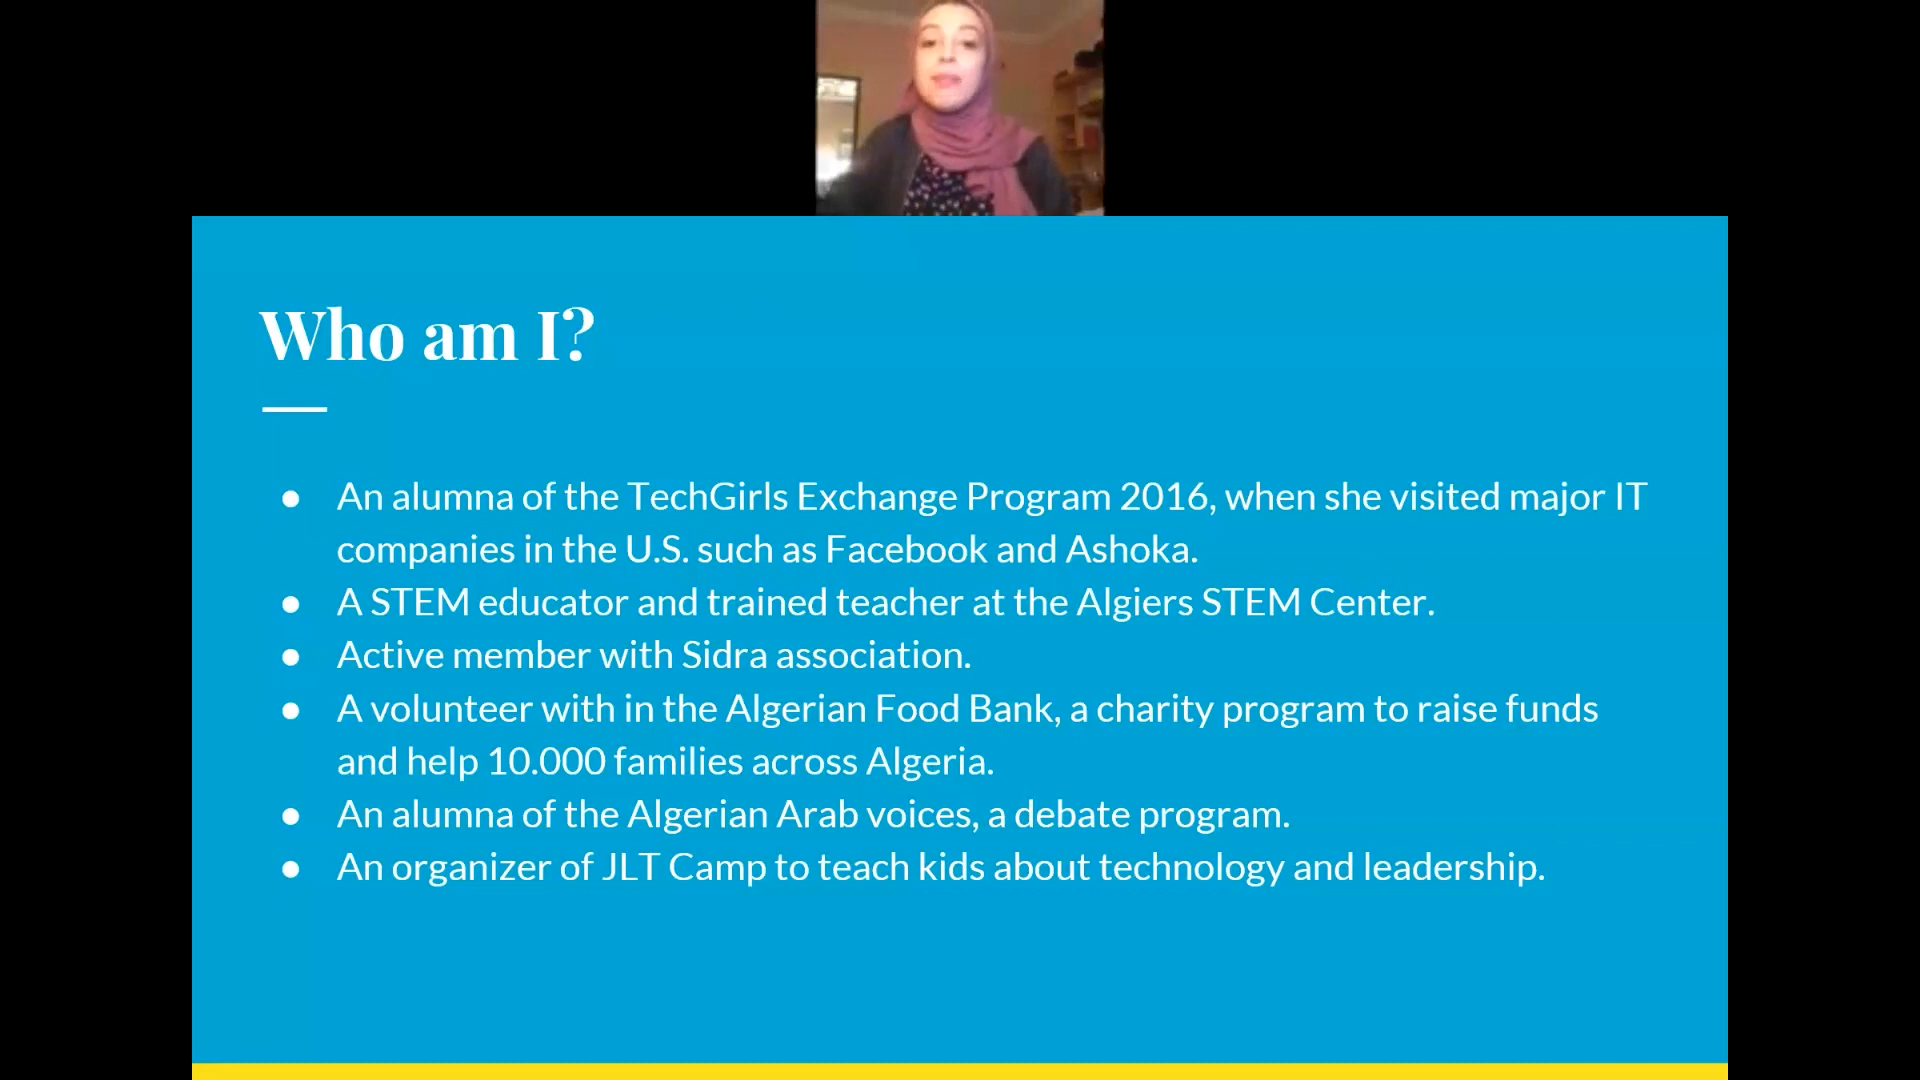 Who am I?
● An alumna of the TechGirls Exchange Program 2016, when she visited major IT
companies in the U.S. such as Facebook and Ashoka.
● A STEM educator and trained teacher at the Algiers STEM Center.
● Active member with Sidra association.
● A volunteer with in the Algerian Food Bank, a charity program to raise funds
and help 10.000 families across Algeria.
● An alumna of the Algerian Arab voices, a debate program.
● An organizer of JLT Camp to teach kids about technology and leadership.